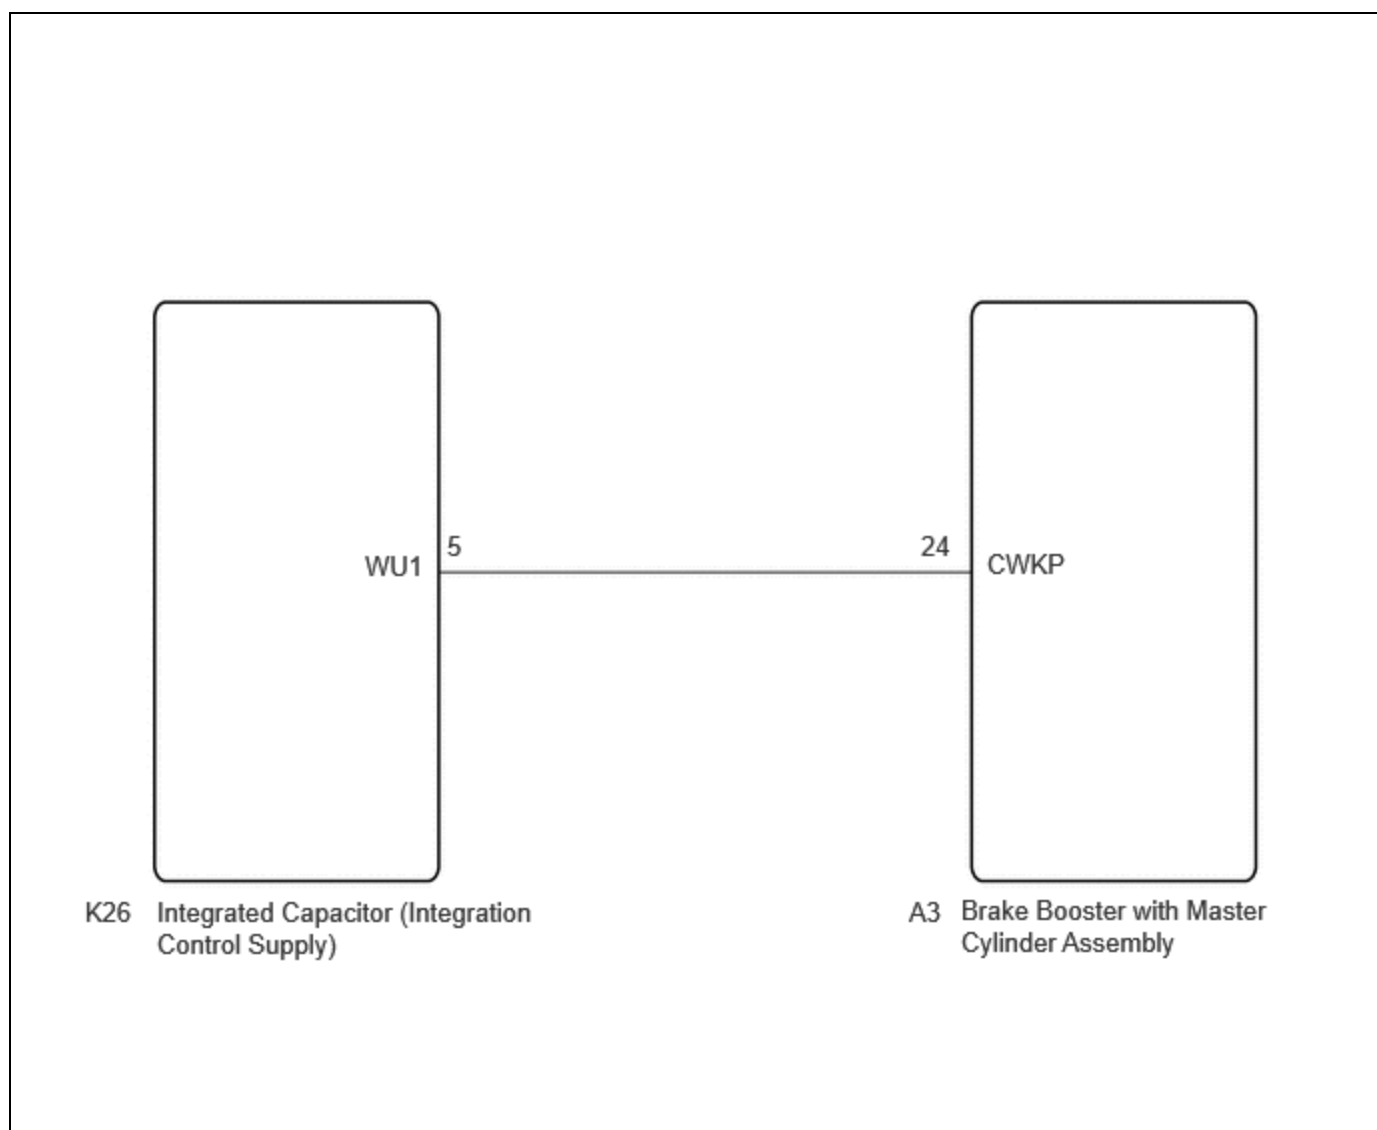 5
24
WU1
CWKP
K26 Integrated Capacitor (Integration
Control Supply)
A3 Brake Booster with Master
Cylinder Assembly